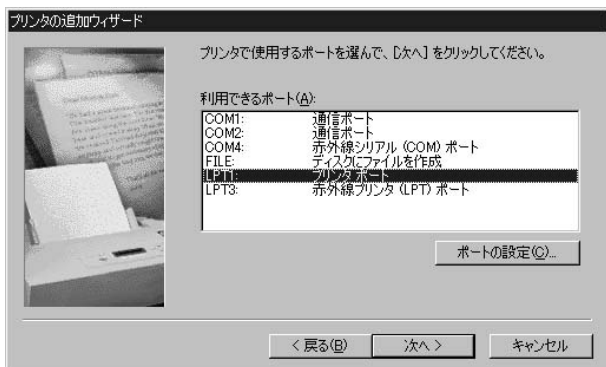 プリンタの追加ウィザード
プリンタで使用するポートを選んで、[次へ] をクリックしてください。
利用できるポート(A):
COM1: 通信ポート
COM2: 通信ポート
COM4: 赤外線シリアル (COM) ポート
FILE: ディスクにファイルを作成
LPT1: プリンタ ポート
LPT3: 赤外線プリンタ (LPT) ポート
ポートの設定(C)...
< 戻る(B) 次へ > キャンセル